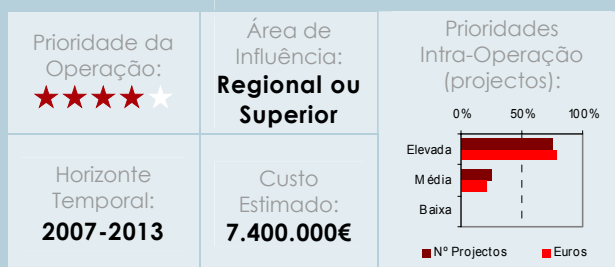 Prioridade da
Operação:
Área de
Influência:
Regional ou
Superior
Prioridades
Intra-Operação
(projectos):
0% 50% 100%
Elevada
Média
Baixa
Nº Projectos Euros
Horizonte
Temporal:
2007-2013
Custo
Estimado:
7.400.000€